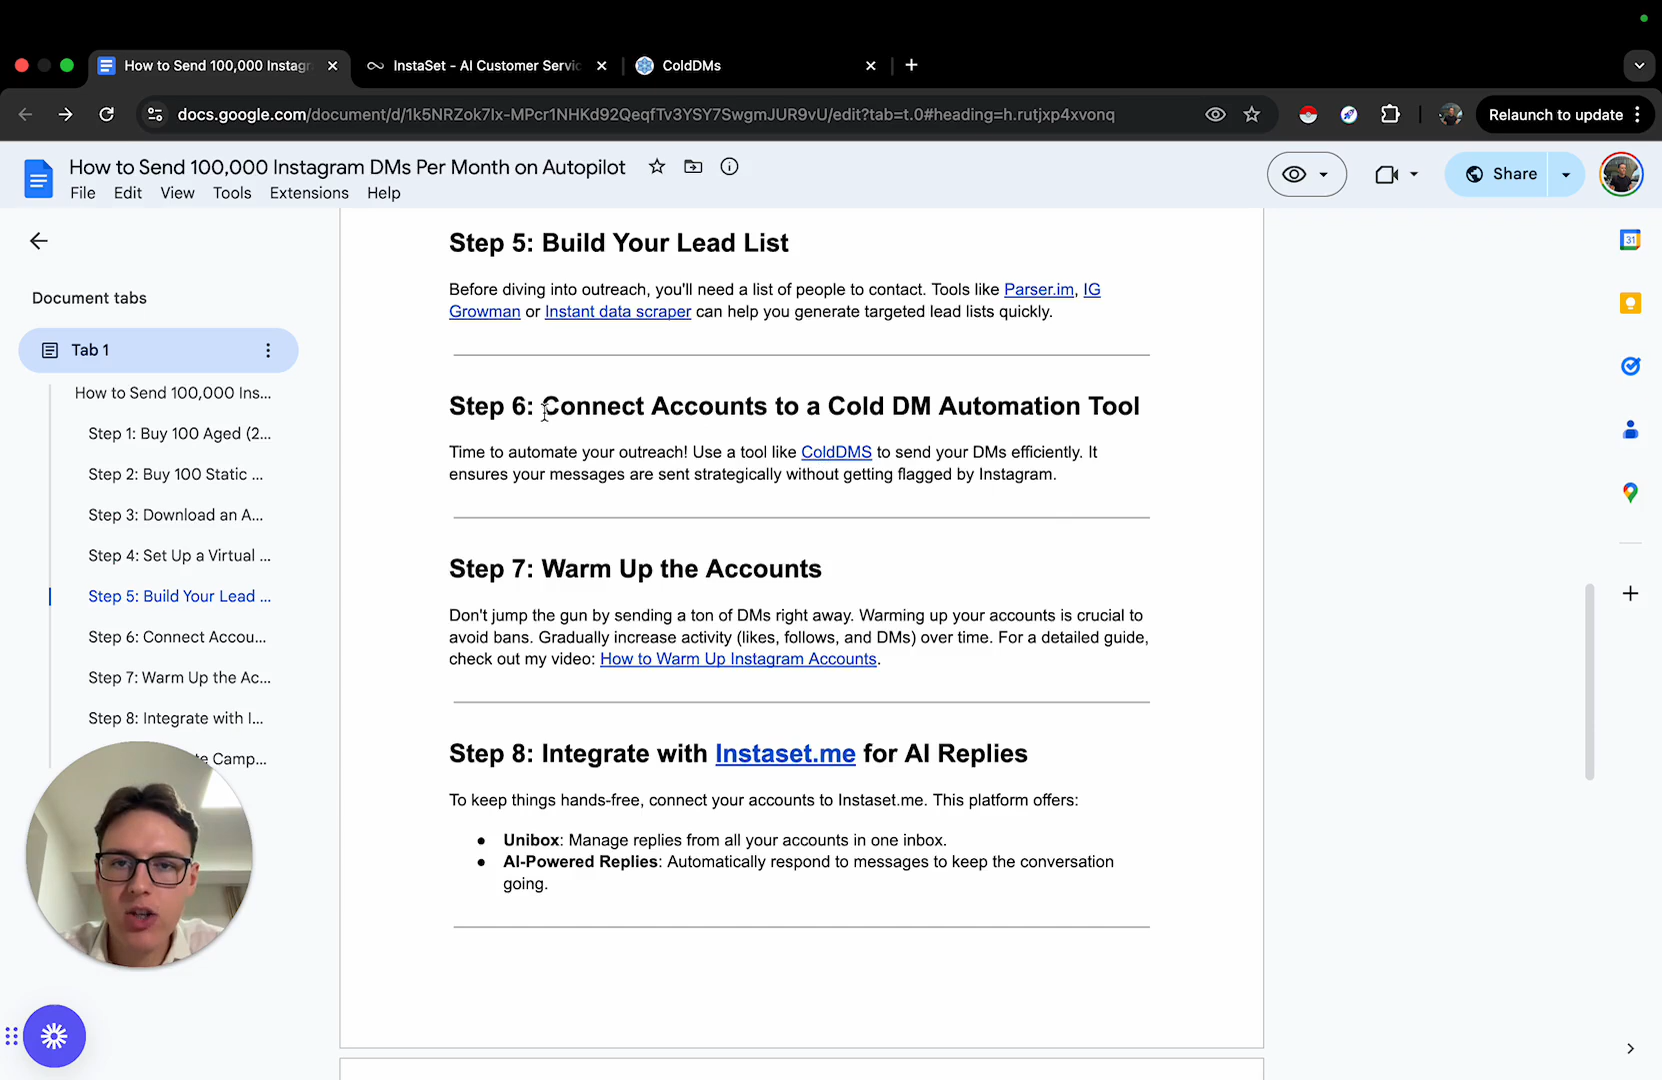 How to Send 100,000 Instagr
InstaSet - AI Customer Servic
ColdDMs
docs.google.com/document/d/1k5NRZok7Ix-MPcr1NHKd92QeqfTv3YSY7SwgmJUR9vU/edit?tab=t.0#heading=h.rutjxp4xvonq
Relaunch to update
How to Send 100,000 Instagram DMs Per Month on Autopilot
File Edit View Tools Extensions Help
Share
31
Document tabs
Tab 1
How to Send 100,000 Ins...
Step 1: Buy 100 Aged (2...
Step 2: Buy 100 Static ...
Step 3: Download an A...
Step 4: Set Up a Virtual ...
Step 5: Build Your Lead ...
Step 6: Connect Accou...
Step 7: Warm Up the Ac...
Step 8: Integrate with I...
te Camp...
Step 5: Build Your Lead List
Before diving into outreach, you'll need a list of people to contact. Tools like Parser.im, IG
Growman or Instant data scraper can help you generate targeted lead lists quickly.
Step 6: Connect Accounts to a Cold DM Automation Tool
Time to automate your outreach! Use a tool like ColdDMS to send your DMs efficiently. It
ensures your messages are sent strategically without getting flagged by Instagram.
Step 7: Warm Up the Accounts
Don't jump the gun by sending a ton of DMs right away. Warming up your accounts is crucial to
avoid bans. Gradually increase activity (likes, follows, and DMs) over time. For a detailed guide,
check out my video: How to Warm Up Instagram Accounts.
Step 8: Integrate with Instaset.me for AI Replies
To keep things hands-free, connect your accounts to Instaset.me. This platform offers:
● Unibox: Manage replies from all your accounts in one inbox.
● AI-Powered Replies: Automatically respond to messages to keep the conversation
going.